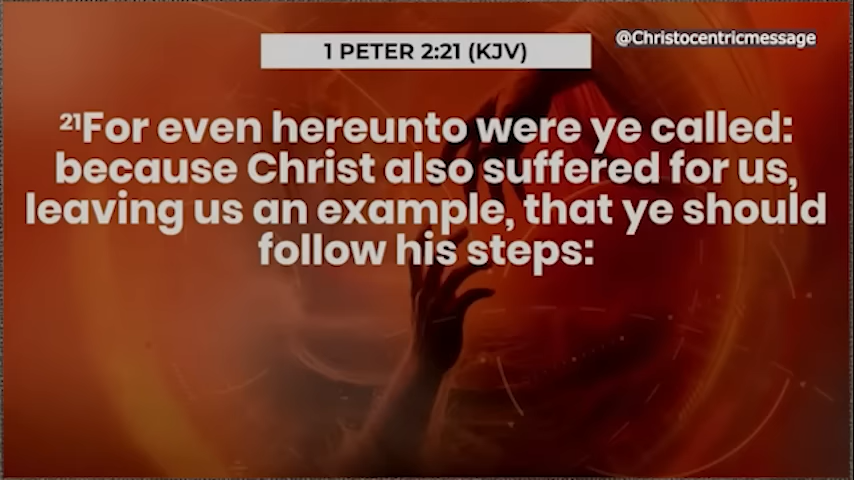 1 PETER 2:21 (KJV)
@Christocentricmessage
²¹For even hereunto were ye called:
because Christ also suffered for us,
leaving us an example, that ye should
follow his steps: